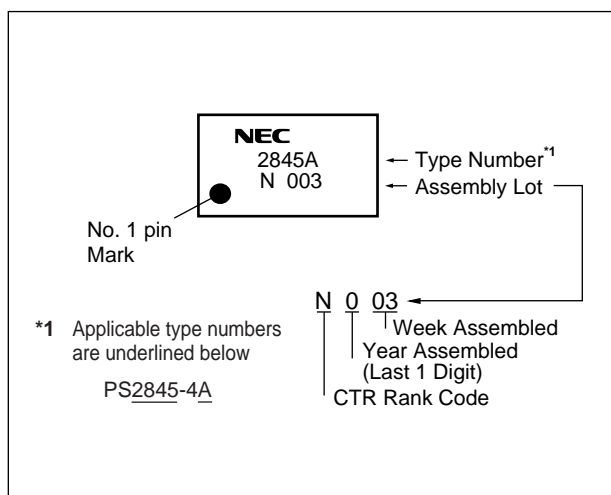 NEC
2845A
N 003
Type Number*1
Assembly Lot
No. 1 pin
Mark
N 0 03
Week Assembled
Year Assembled
(Last 1 Digit)
CTR Rank Code
*1 Applicable type numbers
are underlined below
PS2845-4A